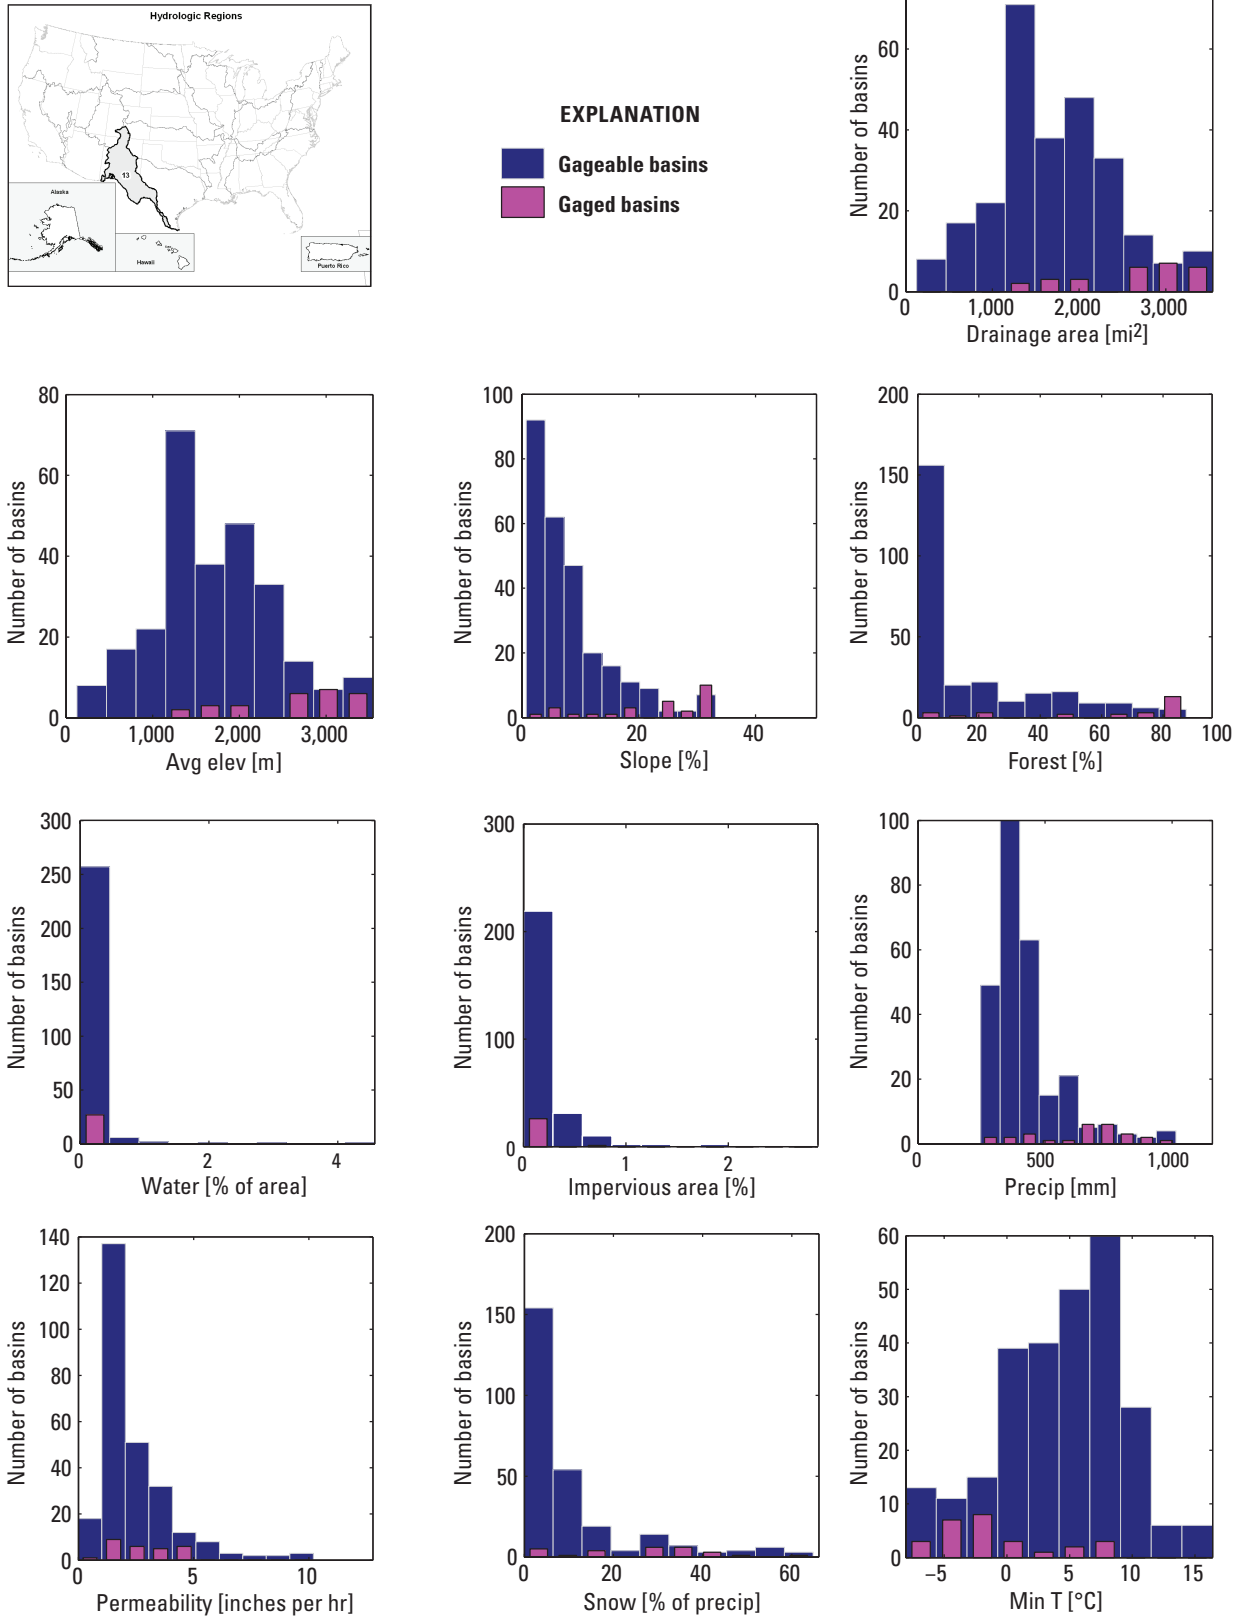 Hydrologic Regions
13
Alaska
Hawaii
Puerto Rico
EXPLANATION
Gageable basins
Gaged basins
Number of basins
60
40
20
0
0 1,000 2,000 3,000
Drainage area [mi²]
Number of basins
80
60
40
20
0
0 1,000 2,000 3,000
Avg elev [m]
Number of basins
100
80
60
40
20
0
0 20 40
Slope [%]
Number of basins
200
150
100
50
0
0 20 40 60 80 100
Forest [%]
Number of basins
300
250
200
150
100
50
0
0 2 4
Water [% of area]
Number of basins
300
200
100
0
0 1 2
Impervious area [%]
Nnumber of basins
100
80
60
40
20
0
0 500 1,000
Precip [mm]
Number of basins
140
120
100
80
60
40
20
0
0 5 10
Permeability [inches per hr]
Number of basins
200
150
100
50
0
0 20 40 60
Snow [% of precip]
Number of basins
60
50
40
30
20
10
0
–5 0 5 10 15
Min T [°C]